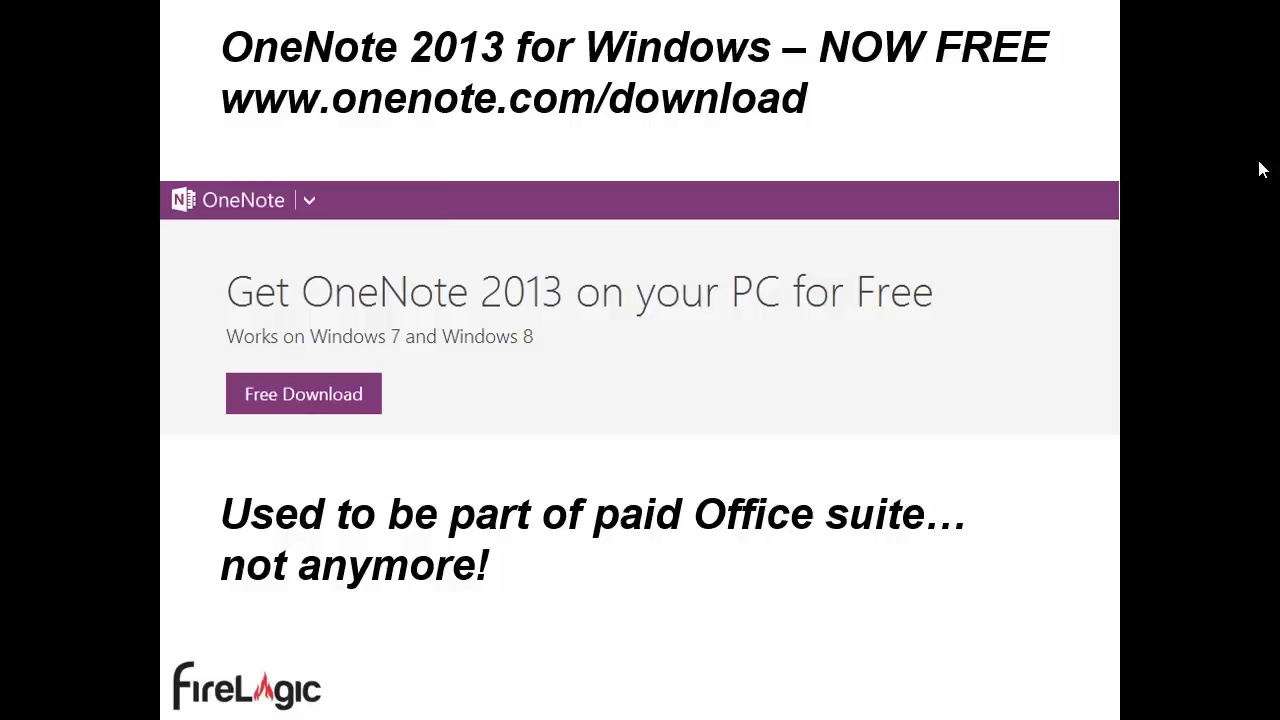 OneNote 2013 for Windows – NOW FREE
www.onenote.com/download
N OneNote
Get OneNote 2013 on your PC for Free
Works on Windows 7 and Windows 8
Free Download
Used to be part of paid Office suite…
not anymore!
FireLogic